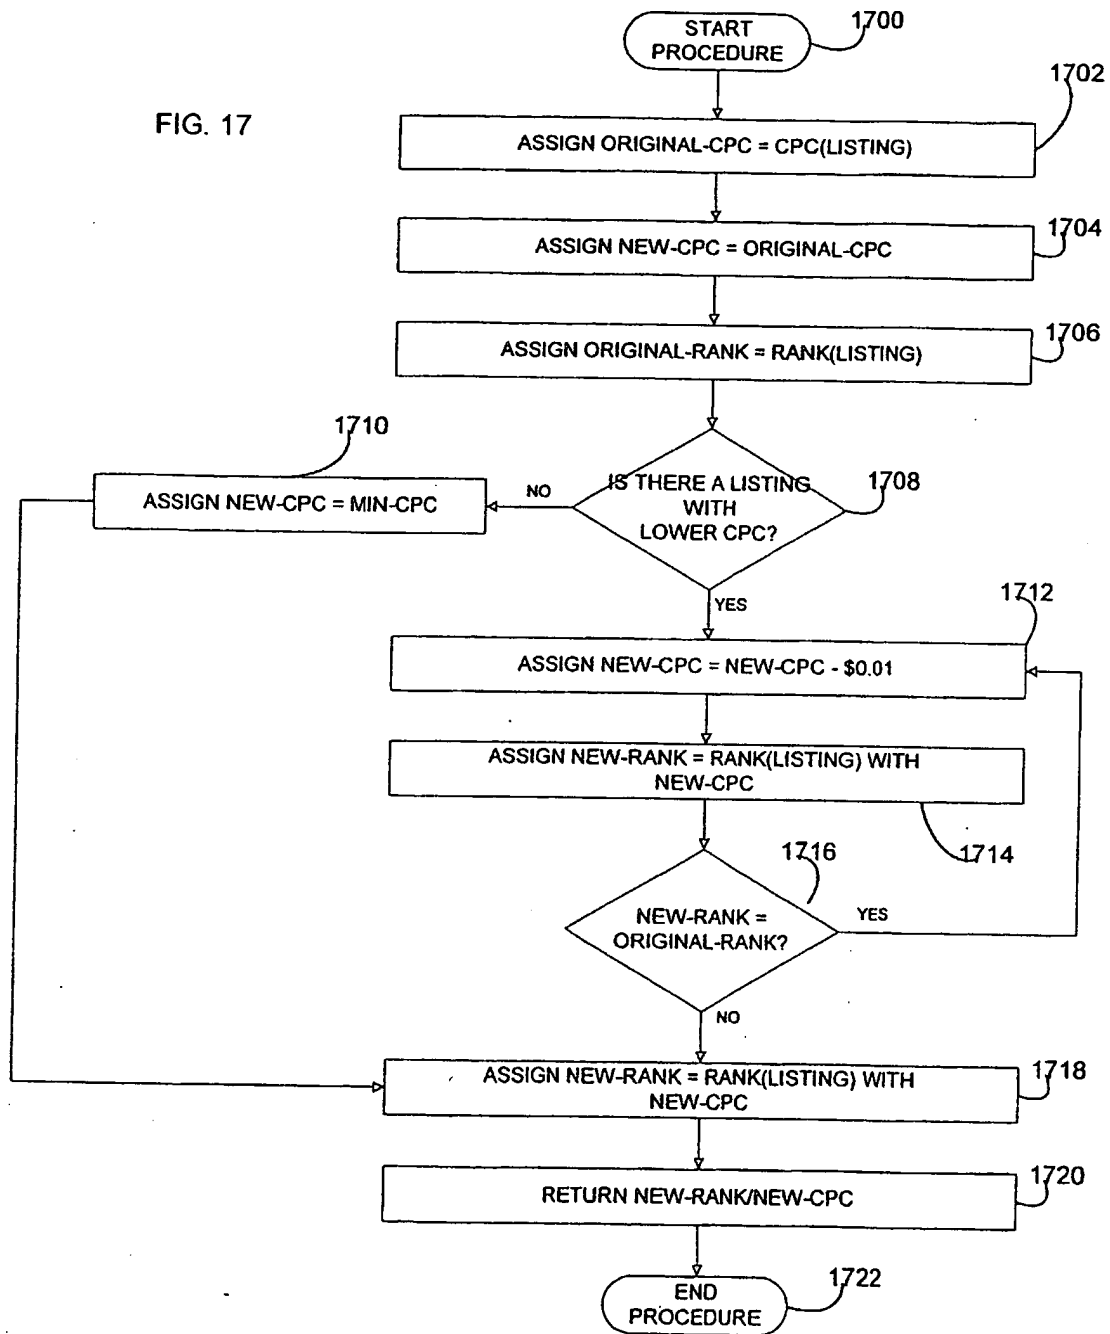 START
PROCEDURE
1700
1702
FIG. 17
ASSIGN ORIGINAL-CPC = CPC(LISTING)
ASSIGN NEW-CPC = ORIGINAL-CPC
1704
ASSIGN ORIGINAL-RANK = RANK(LISTING)
1706
1710
ASSIGN NEW-CPC = MIN-CPC
NO
IS THERE A LISTING
WITH
LOWER CPC?
1708
YES
1712
ASSIGN NEW-CPC = NEW-CPC - $0.01
ASSIGN NEW-RANK = RANK(LISTING) WITH
NEW-CPC
1714
1716
NEW-RANK =
ORIGINAL-RANK?
YES
NO
ASSIGN NEW-RANK = RANK(LISTING) WITH
NEW-CPC
1718
RETURN NEW-RANK/NEW-CPC
1720
END
PROCEDURE
1722